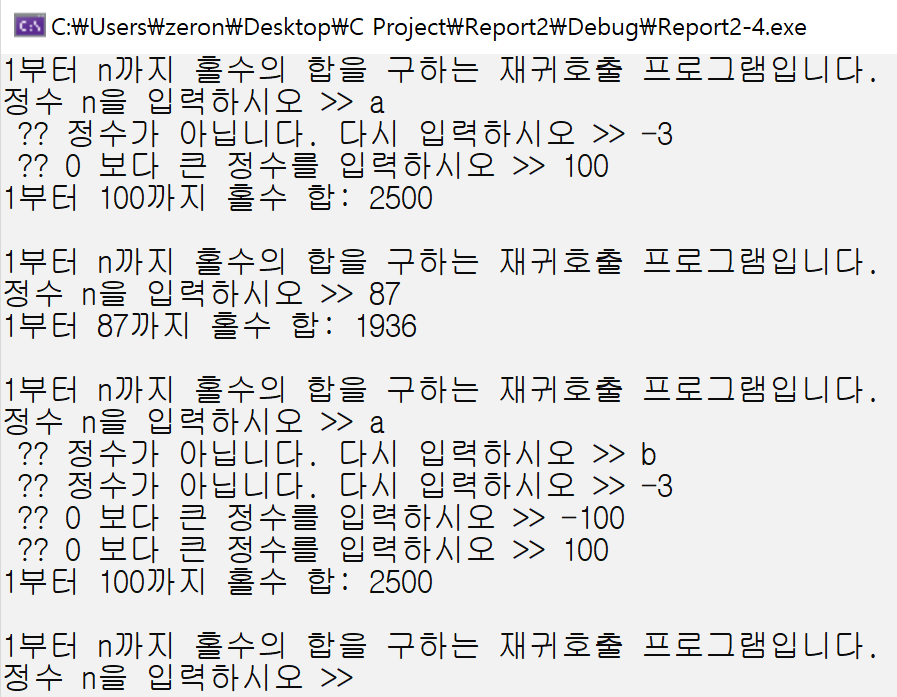 C:\Users\zeron\Desktop\C Project\Report2\Debug\Report2-4.exe
1부터 n까지 홀수의 합을 구하는 재귀호출 프로그램입니다.
정수 n을 입력하시오 >> a
?? 정수가 아닙니다. 다시 입력하시오 >> -3
?? 0 보다 큰 정수를 입력하시오 >> 100
1부터 100까지 홀수 합: 2500
1부터 n까지 홀수의 합을 구하는 재귀호출 프로그램입니다.
정수 n을 입력하시오 >> 87
1부터 87까지 홀수 합: 1936
1부터 n까지 홀수의 합을 구하는 재귀호출 프로그램입니다.
정수 n을 입력하시오 >> a
?? 정수가 아닙니다. 다시 입력하시오 >> b
?? 정수가 아닙니다. 다시 입력하시오 >> -3
?? 0 보다 큰 정수를 입력하시오 >> -100
?? 0 보다 큰 정수를 입력하시오 >> 100
1부터 100까지 홀수 합: 2500
1부터 n까지 홀수의 합을 구하는 재귀호출 프로그램입니다.
정수 n을 입력하시오 >>